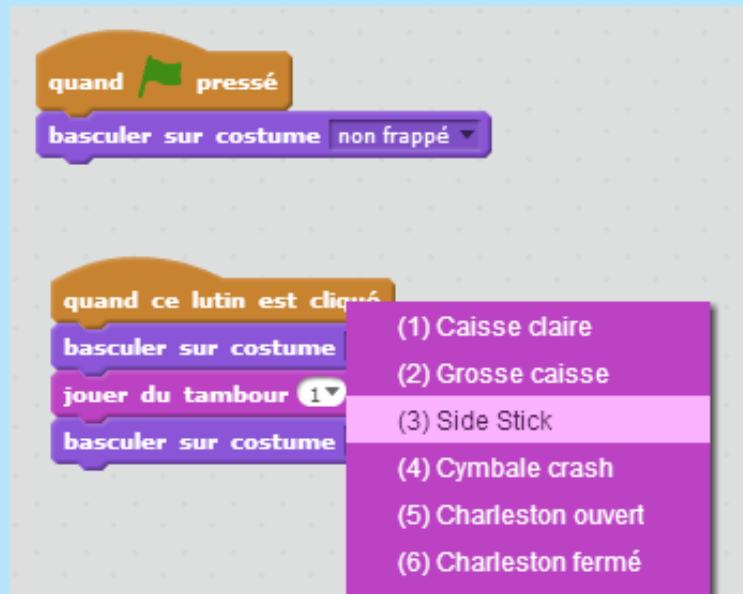 quand pressé
basculer sur costume non frappé
quand ce lutin est cliqué
basculer sur costume
jouer du tambour 1
basculer sur costume
(1) Caisse claire
(2) Grosse caisse
(3) Side Stick
(4) Cymbale crash
(5) Charleston ouvert
(6) Charleston fermé